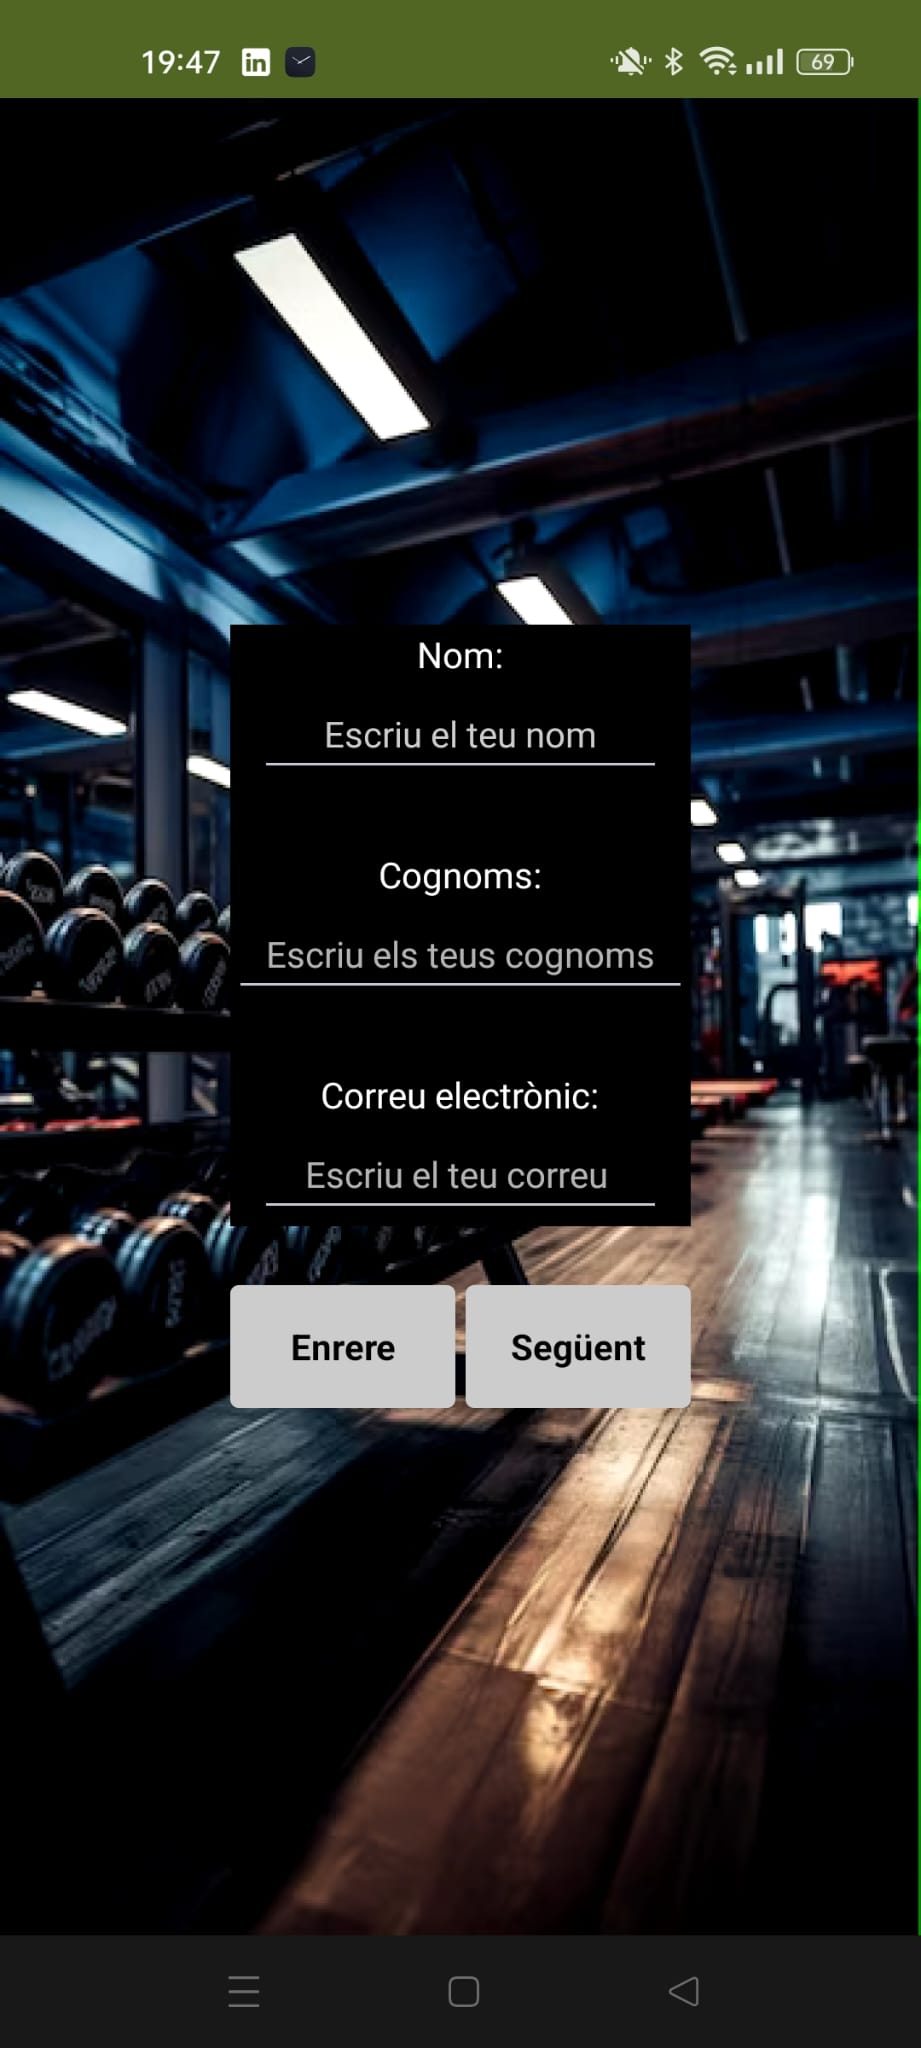 19:47
69
Nom:
Escriu el teu nom
Cognoms:
Escriu els teus cognoms
Correu electrònic:
Escriu el teu correu
Enrere
Següent